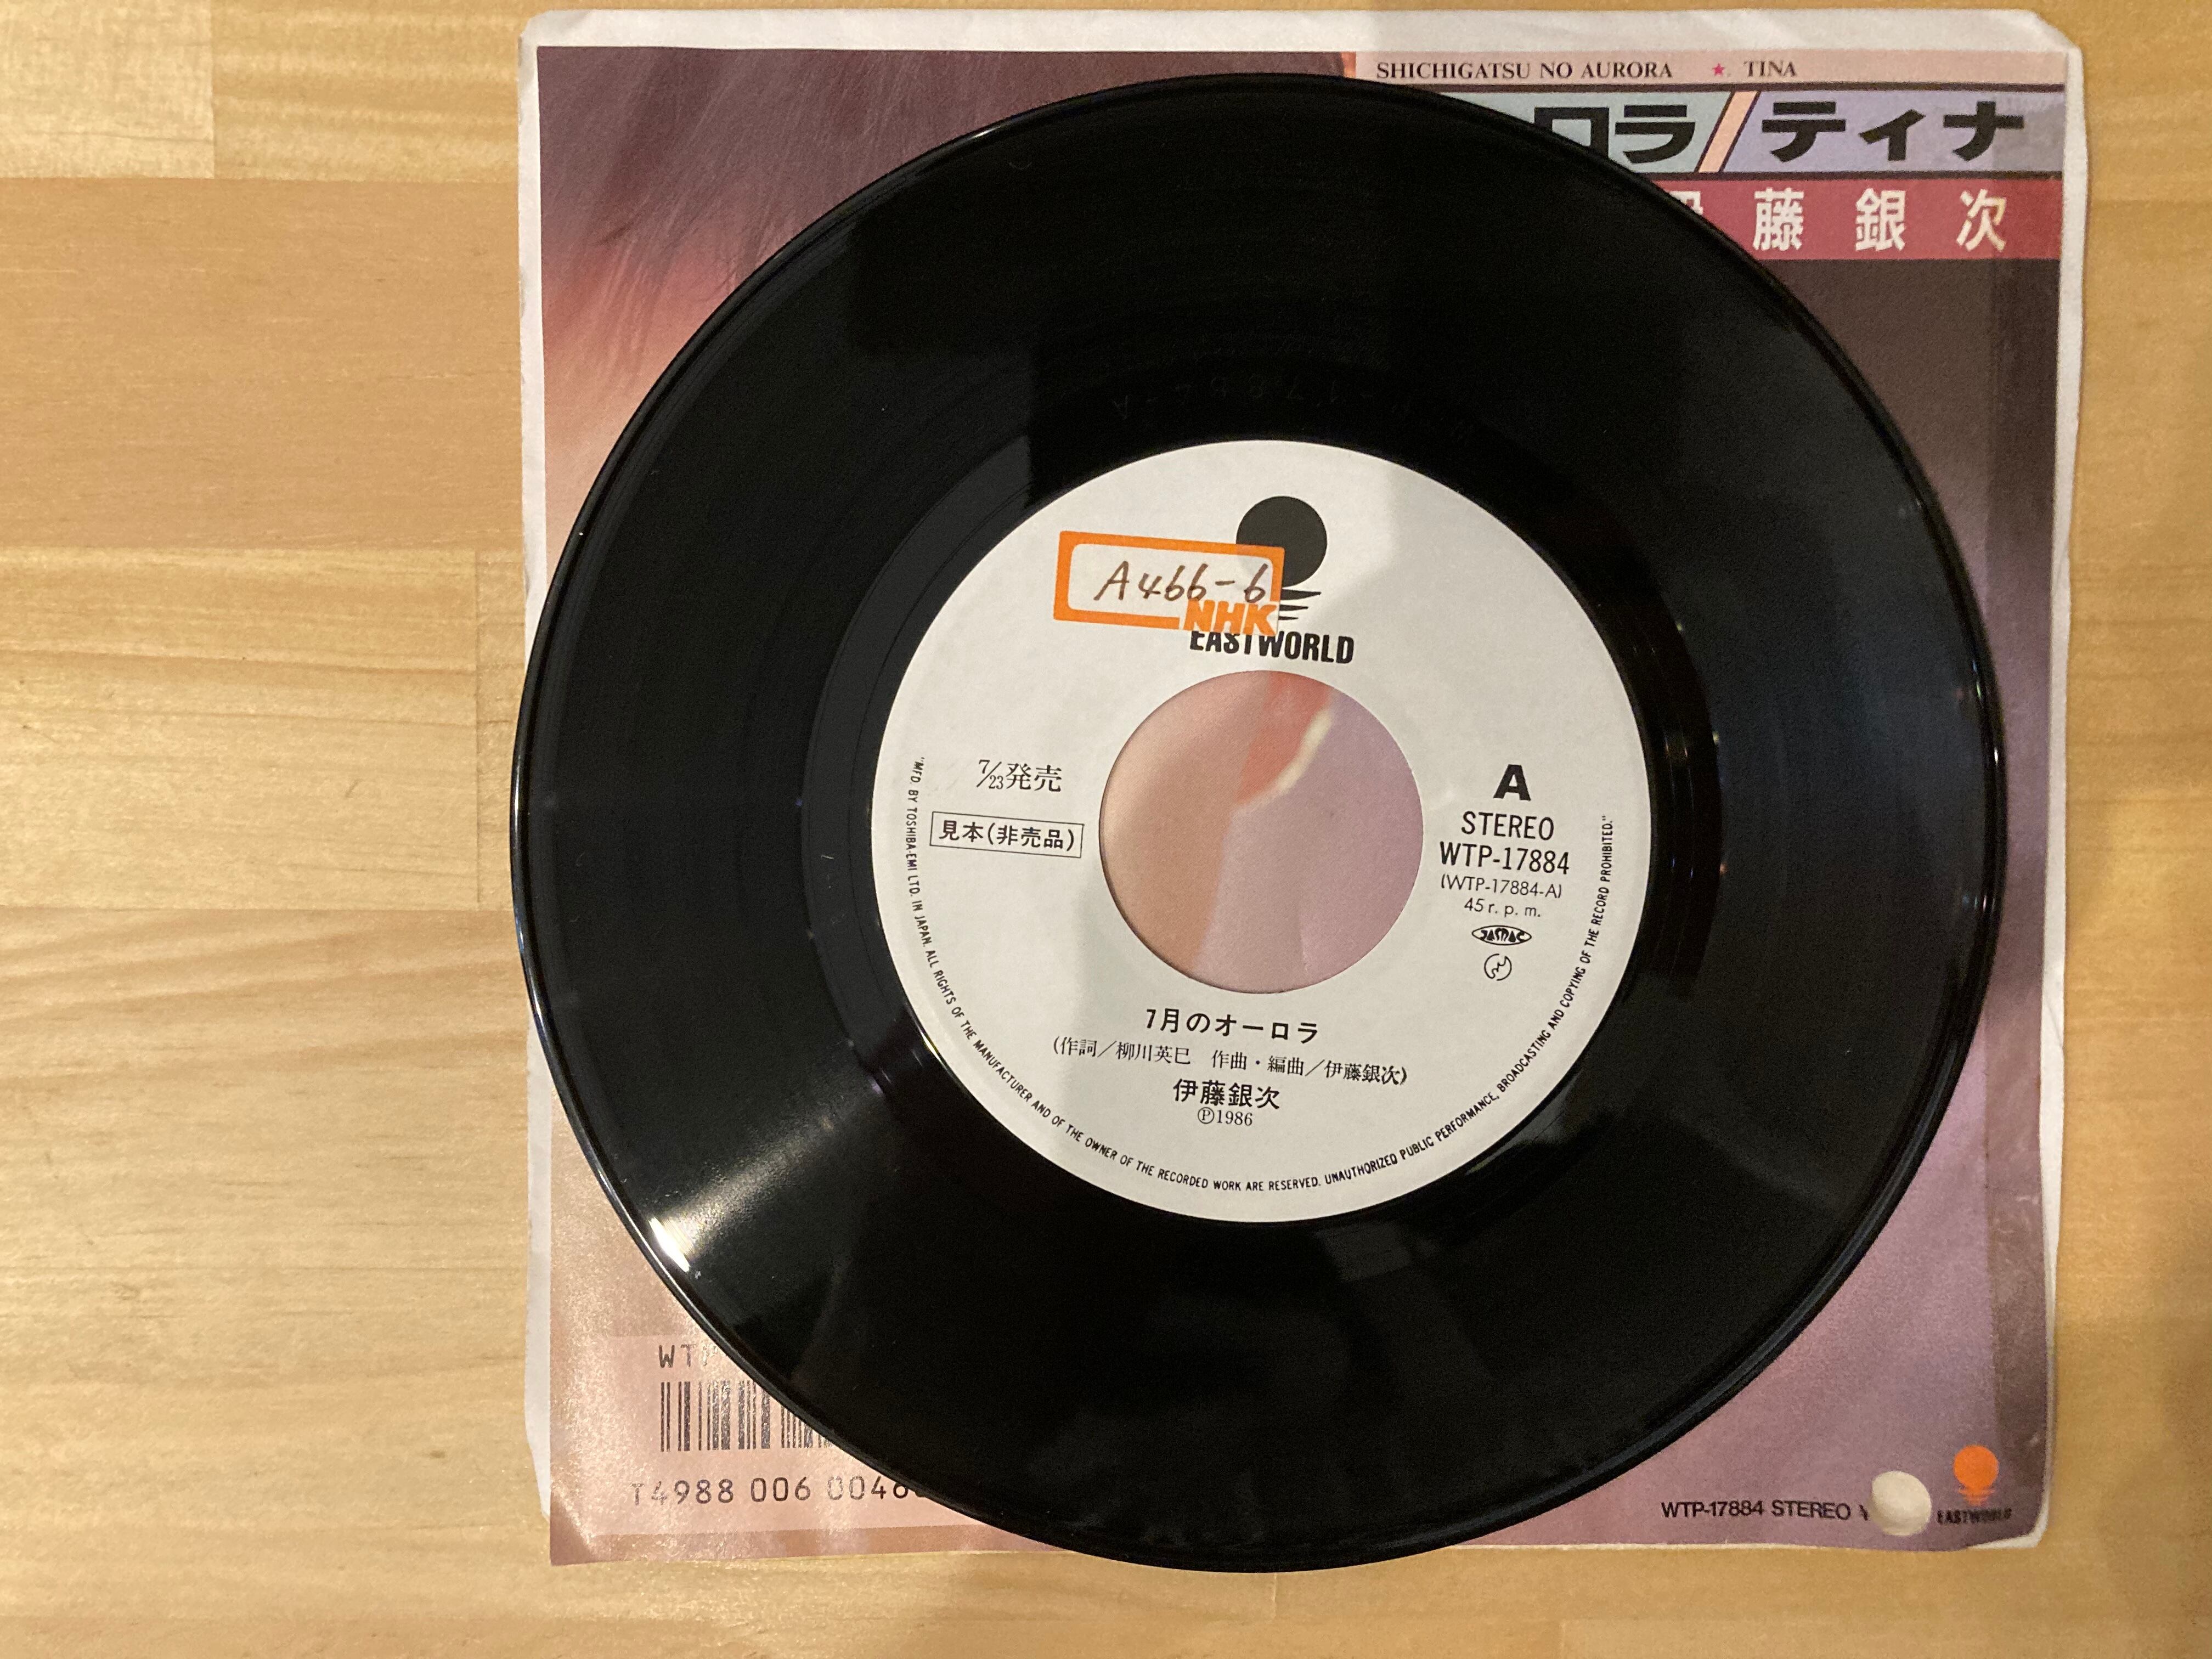 SHICHIGATSU NO AURORA ★ TINA
ロラ/ティナ
藤銀次
A466-6
NHK
EASTWORLD
7/23発売
見本(非売品)
A
STEREO
WTP-17884
(WTP-17884-A)
45 r. p. m.
JASRAC
7月のオーロラ
(作詞/柳川英巳 作曲・編曲/伊藤銀次)
伊藤銀次
Ⓟ1986
"MFD. BY TOSHIBA-EMI LTD. IN JAPAN. ALL RIGHTS OF THE MANUFACTURER AND OF THE OWNER OF THE RECORDED WORK ARE RESERVED. UNAUTHORIZED PUBLIC PERFORMANCE, BROADCASTING AND COPYING OF THE RECORD PROHIBITED."
WT
T4988 006 0046
WTP-17884 STEREO ¥
EASTWORLD